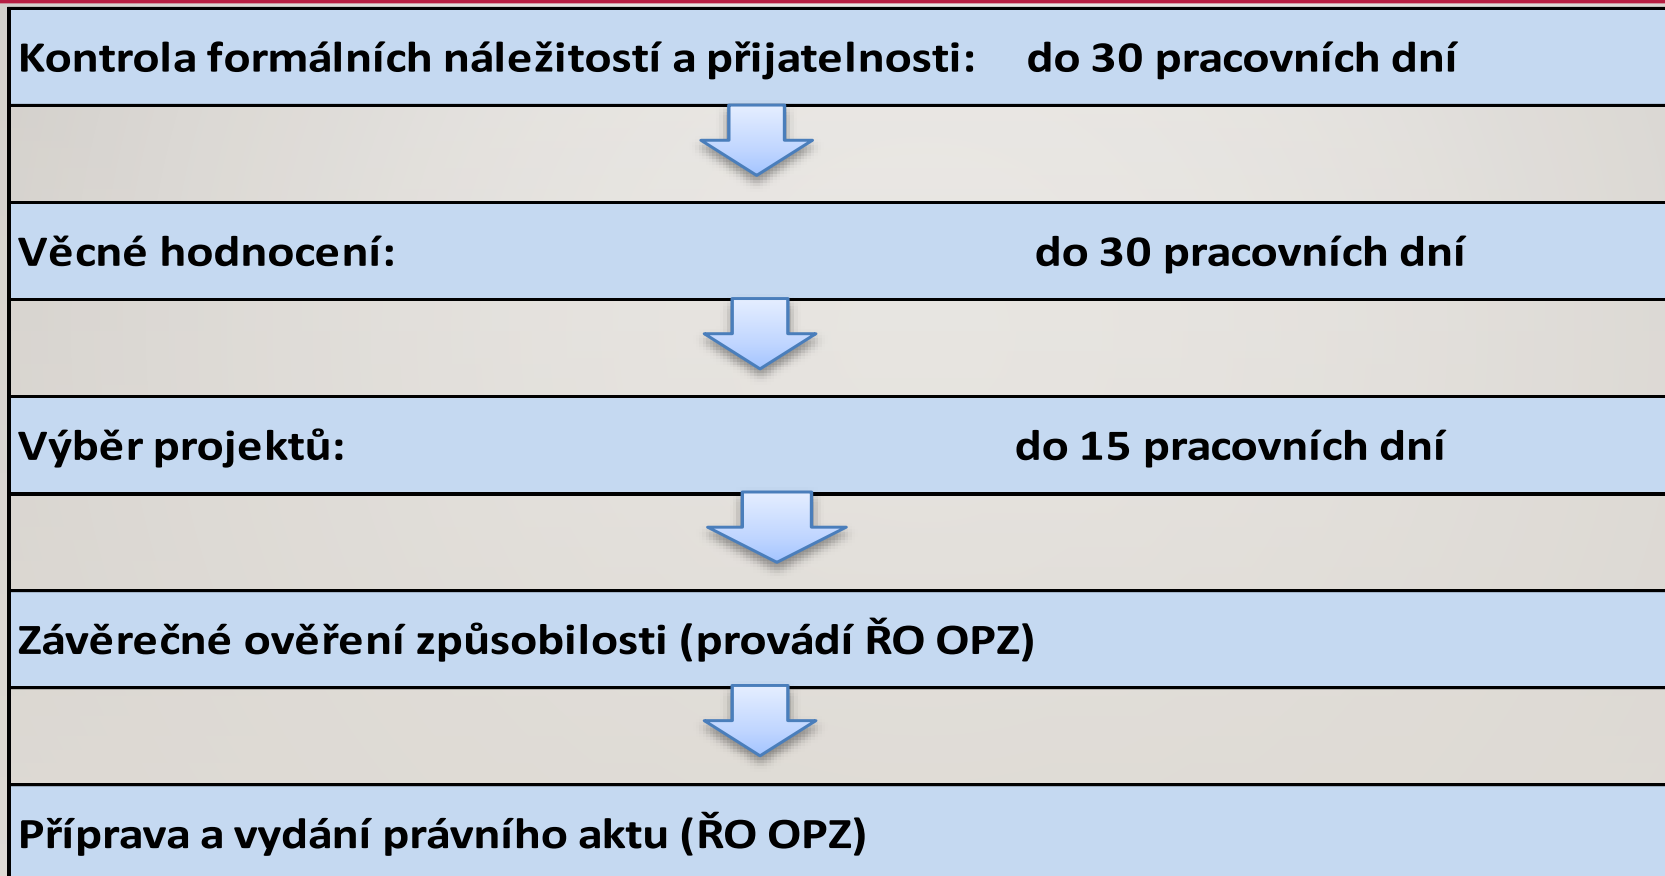 Kontrola formálních náležitostí a přijatelnosti: do 30 pracovních dní
Věcné hodnocení: do 30 pracovních dní
Výběr projektů: do 15 pracovních dní
Závěrečné ověření způsobilosti (provádí ŘO OPZ)
Příprava a vydání právního aktu (ŘO OPZ)